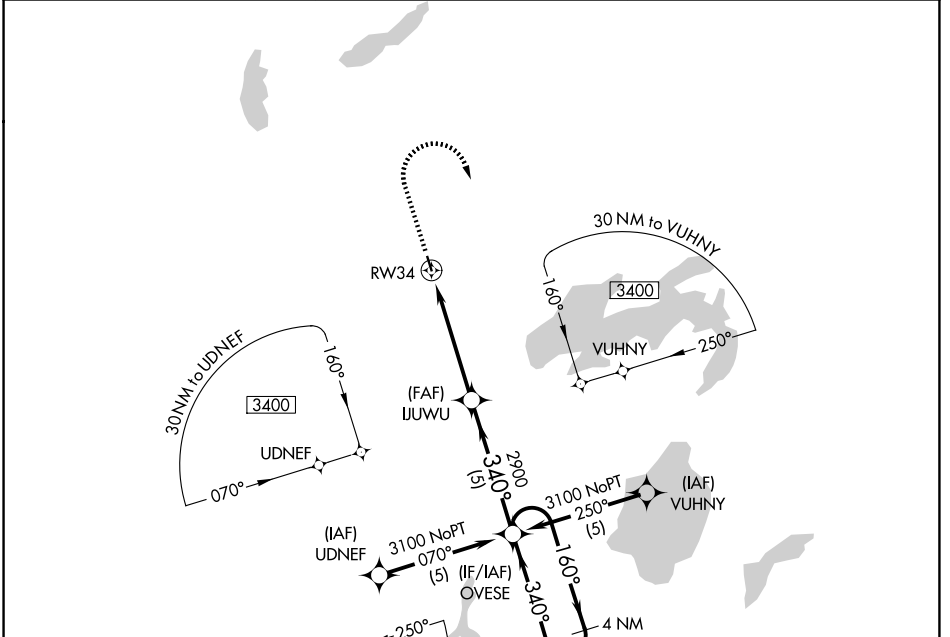 30 NM to VUHNY
RW34
160°
3400
VUHNY
250°
30 NM to UDNEF
160°
3400
(FAF)
IJUWU
UDNEF
070°
2900
340°
(5)
3100 NoPT
250°
(5)
(IAF)
VUHNY
(IAF)
UDNEF
3100 NoPT
070°
(5)
(IF/IAF)
OVESE
160°
340°
4 NM
250°